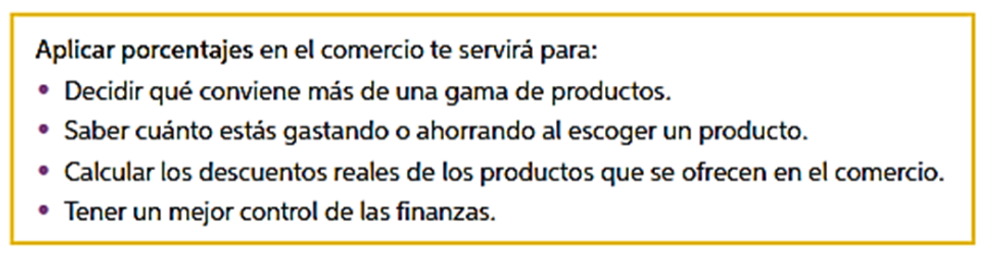 Aplicar porcentajes en el comercio te servirá para:
• Decidir qué conviene más de una gama de productos.
• Saber cuánto estás gastando o ahorrando al escoger un producto.
• Calcular los descuentos reales de los productos que se ofrecen en el comercio.
• Tener un mejor control de las finanzas.